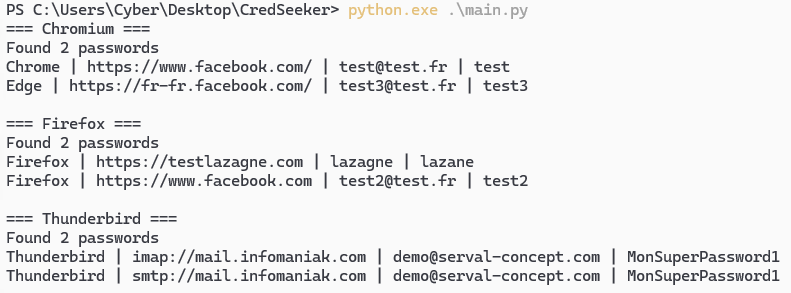 PS C:\Users\Cyber\Desktop\CredSeeker> python.exe .\main.py
=== Chromium ===
Found 2 passwords
Chrome | https://www.facebook.com/ | test@test.fr | test
Edge | https://fr-fr.facebook.com/ | test3@test.fr | test3
=== Firefox ===
Found 2 passwords
Firefox | https://testlazagne.com | lazagne | lazane
Firefox | https://www.facebook.com | test2@test.fr | test2
=== Thunderbird ===
Found 2 passwords
Thunderbird | imap://mail.infomaniak.com | demo@serval-concept.com | MonSuperPassword1
Thunderbird | smtp://mail.infomaniak.com | demo@serval-concept.com | MonSuperPassword1